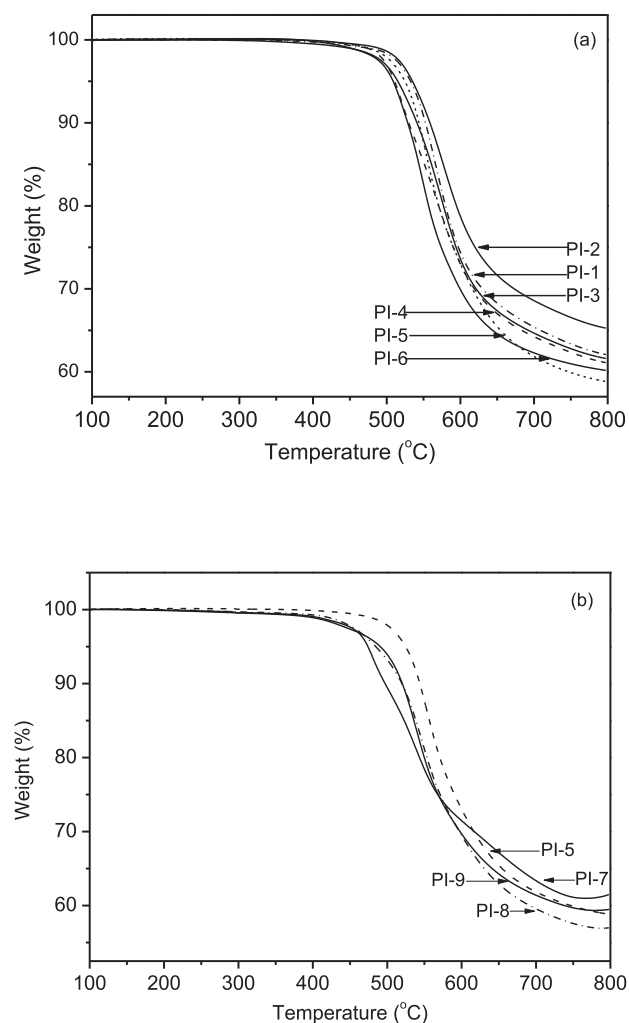 100
90
80
70
60
Weight (%)
(a)
PI-2
PI-1
PI-3
PI-4
PI-5
PI-6
100 200 300 400 500 600 700 800
Temperature (°C)
100
90
80
70
60
Weight (%)
(b)
PI-5
PI-9
PI-7
PI-8
100 200 300 400 500 600 700 800
Temperature (°C)